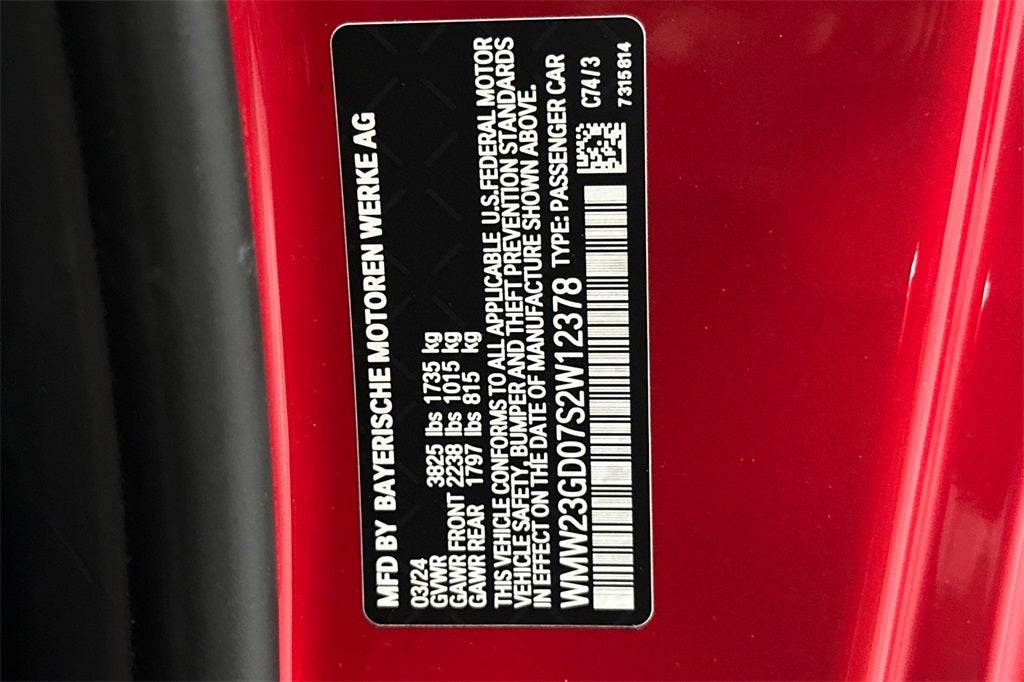 MFD BY BAYERISCHE MOTOREN WERKE AG
03/24
GVWR 3825 lbs 1735 kg
GAWR FRONT 2238 lbs 1015 kg
GAWR REAR 1797 lbs 815 kg
THIS VEHICLE CONFORMS TO ALL APPLICABLE U.S.FEDERAL MOTOR
VEHICLE SAFETY, BUMPER AND THEFT PREVENTION STANDARDS
IN EFFECT ON THE DATE OF MANUFACTURE SHOWN ABOVE.
WMW23GD07S2W12378 TYPE: PASSENGER CAR
C74/3
7315814